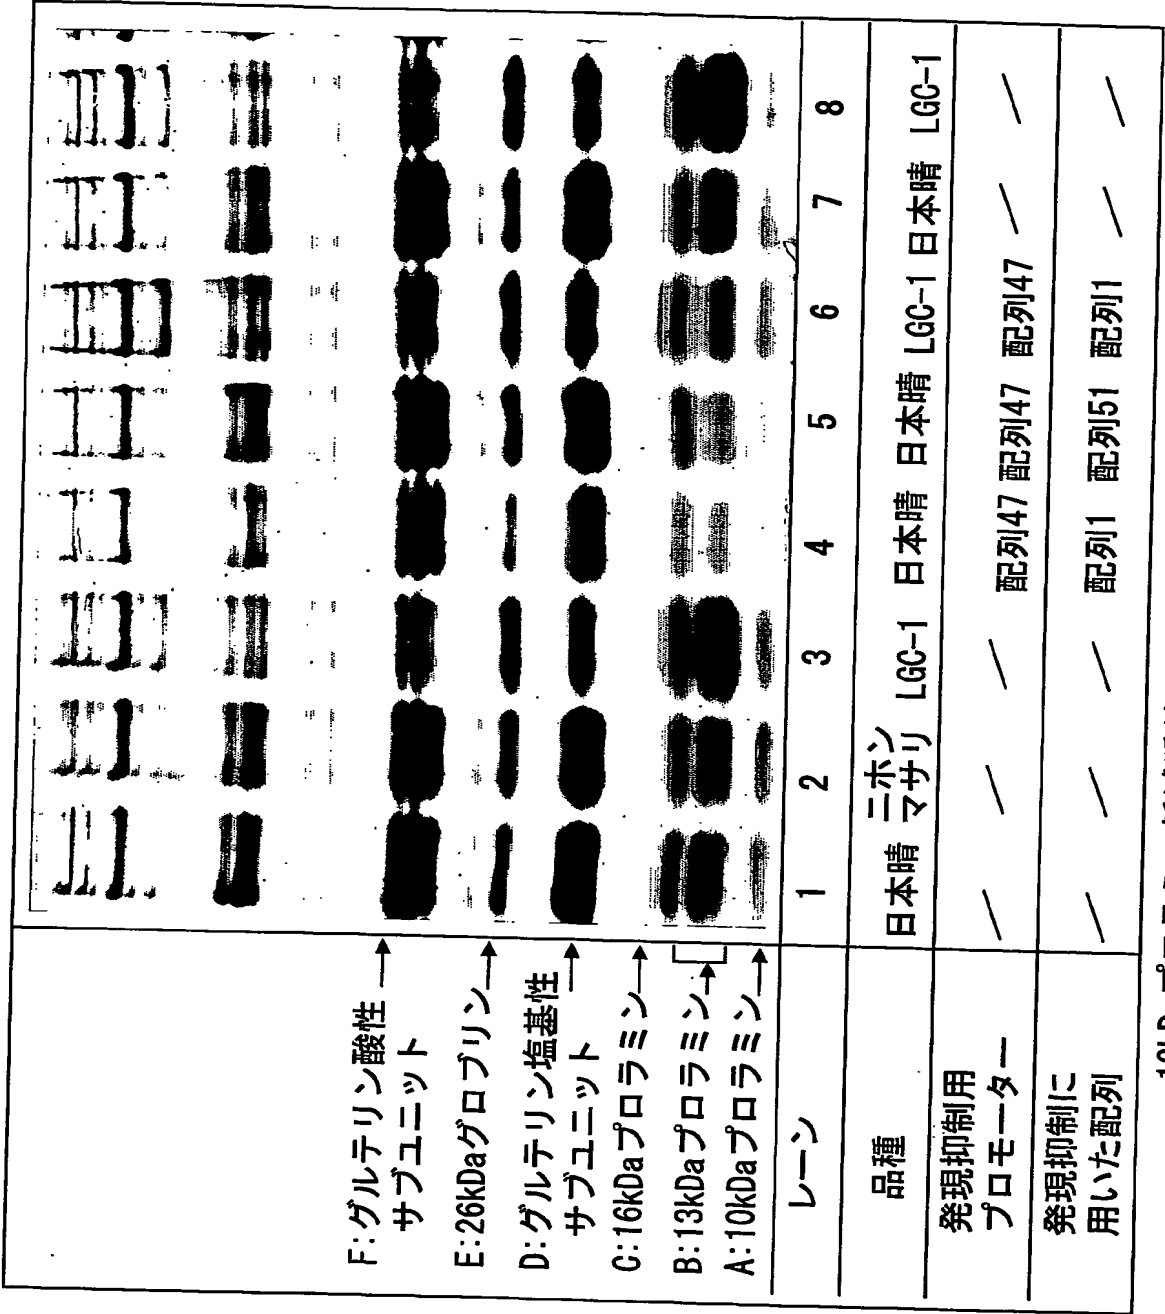 F:グルテリン酸性
サブユニット
E:26kDaグロブリン
D:グルテリン塩基性
サブユニット
C:16kDaプロラミン
B:13kDaプロラミン
A:10kDaプロラミン
レーン 1 2 3 4 5 6 7 8
品種 日本晴 ニホンマサリ LGC-1 日本晴 日本晴 LGC-1 日本晴 LGC-1
発現抑制用
プロモーター ／ ／ ／ 配列47 配列47 配列47 ／ ／
発現抑制に
用いた配列 ／ ／ ／ 配列1 配列51 配列1 ／ ／